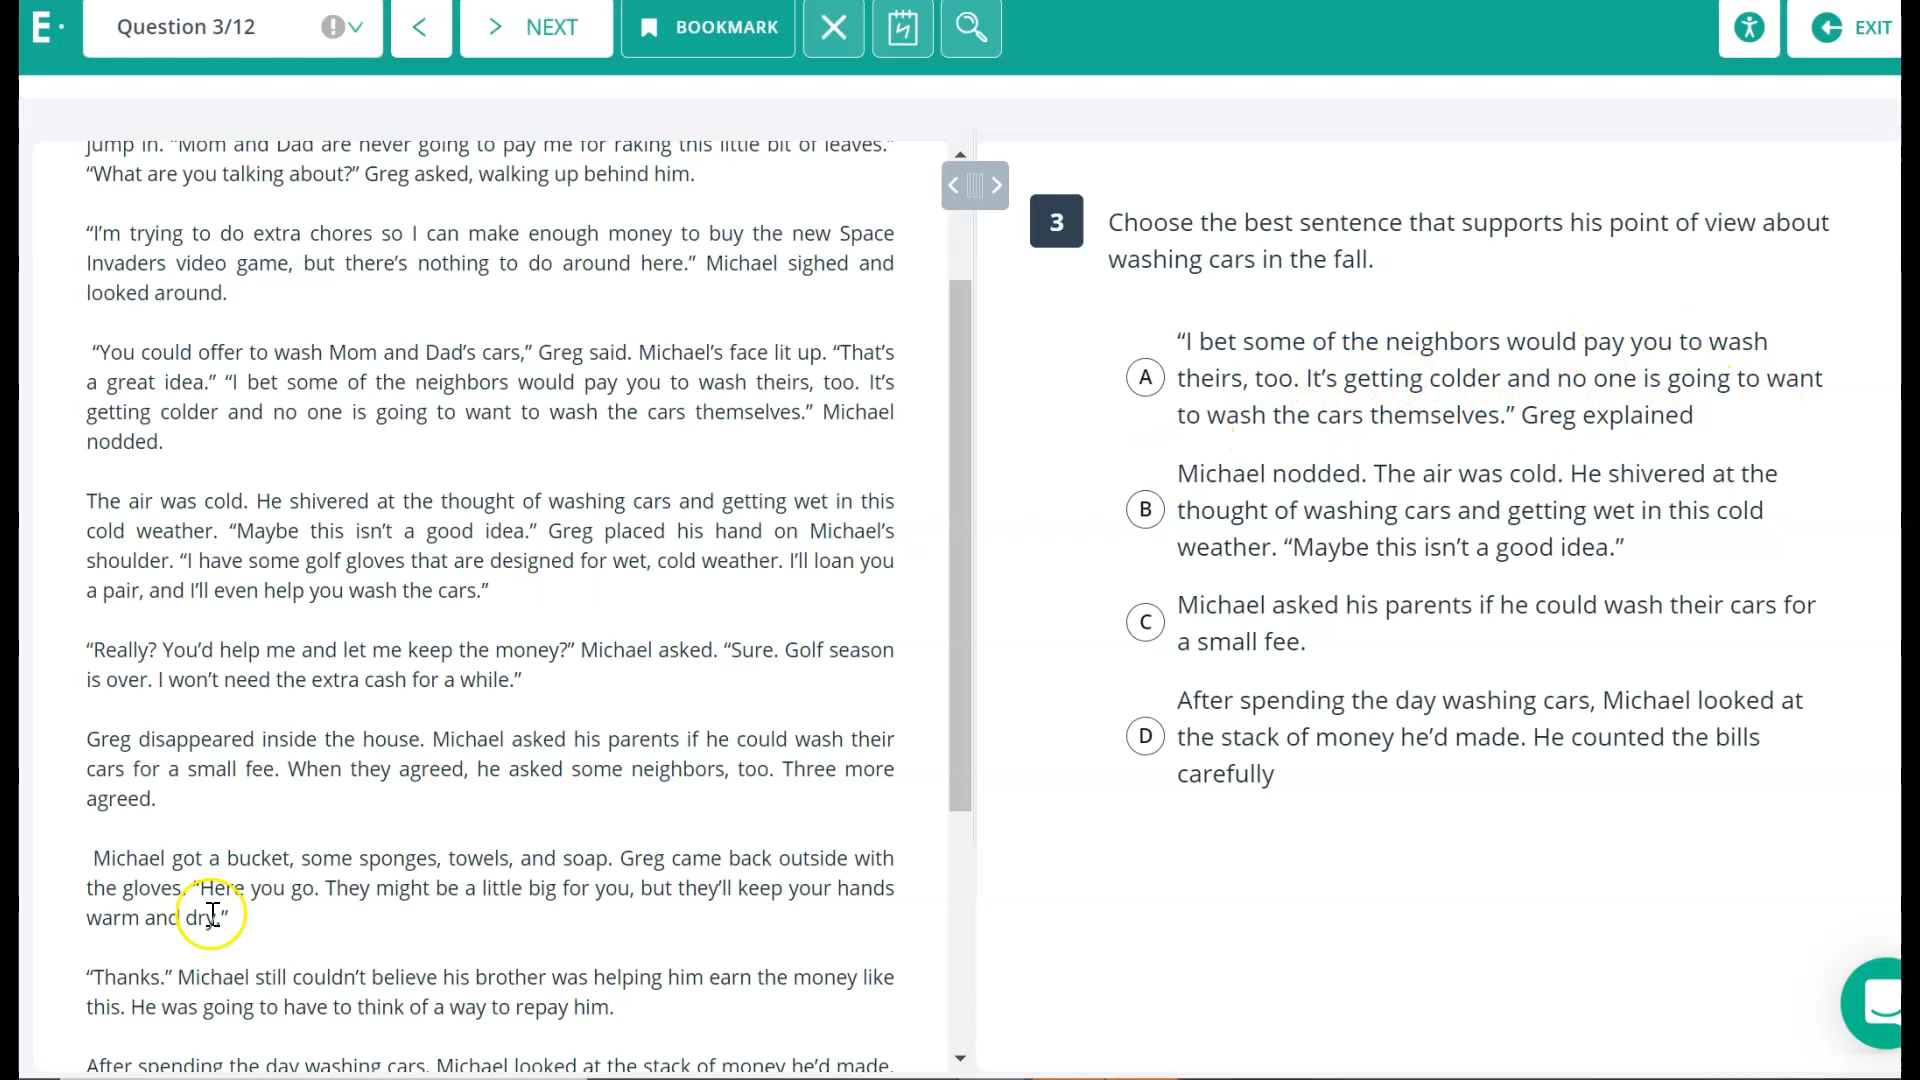 E·
Question 3/12
NEXT
BOOKMARK
EXIT
jump in. “Mom and Dad are never going to pay me for raking this little bit of leaves.”
“What are you talking about?” Greg asked, walking up behind him.
“I’m trying to do extra chores so I can make enough money to buy the new Space
Invaders video game, but there’s nothing to do around here.” Michael sighed and
looked around.
“You could offer to wash Mom and Dad’s cars,” Greg said. Michael’s face lit up. “That’s
a great idea.” “I bet some of the neighbors would pay you to wash theirs, too. It’s
getting colder and no one is going to want to wash the cars themselves.” Michael
nodded.
The air was cold. He shivered at the thought of washing cars and getting wet in this
cold weather. “Maybe this isn’t a good idea.” Greg placed his hand on Michael’s
shoulder. “I have some golf gloves that are designed for wet, cold weather. I’ll loan you
a pair, and I’ll even help you wash the cars.”
“Really? You’d help me and let me keep the money?” Michael asked. “Sure. Golf season
is over. I won’t need the extra cash for a while.”
Greg disappeared inside the house. Michael asked his parents if he could wash their
cars for a small fee. When they agreed, he asked some neighbors, too. Three more
agreed.
Michael got a bucket, some sponges, towels, and soap. Greg came back outside with
the gloves. “Here you go. They might be a little big for you, but they’ll keep your hands
warm and dry.”
“Thanks.” Michael still couldn’t believe his brother was helping him earn the money like
this. He was going to have to think of a way to repay him.
After spending the day washing cars, Michael looked at the stack of money he’d made.
3
Choose the best sentence that supports his point of view about
washing cars in the fall.
“I bet some of the neighbors would pay you to wash
A theirs, too. It’s getting colder and no one is going to want
to wash the cars themselves.” Greg explained
Michael nodded. The air was cold. He shivered at the
B thought of washing cars and getting wet in this cold
weather. “Maybe this isn’t a good idea.”
C Michael asked his parents if he could wash their cars for
a small fee.
After spending the day washing cars, Michael looked at
D the stack of money he’d made. He counted the bills
carefully